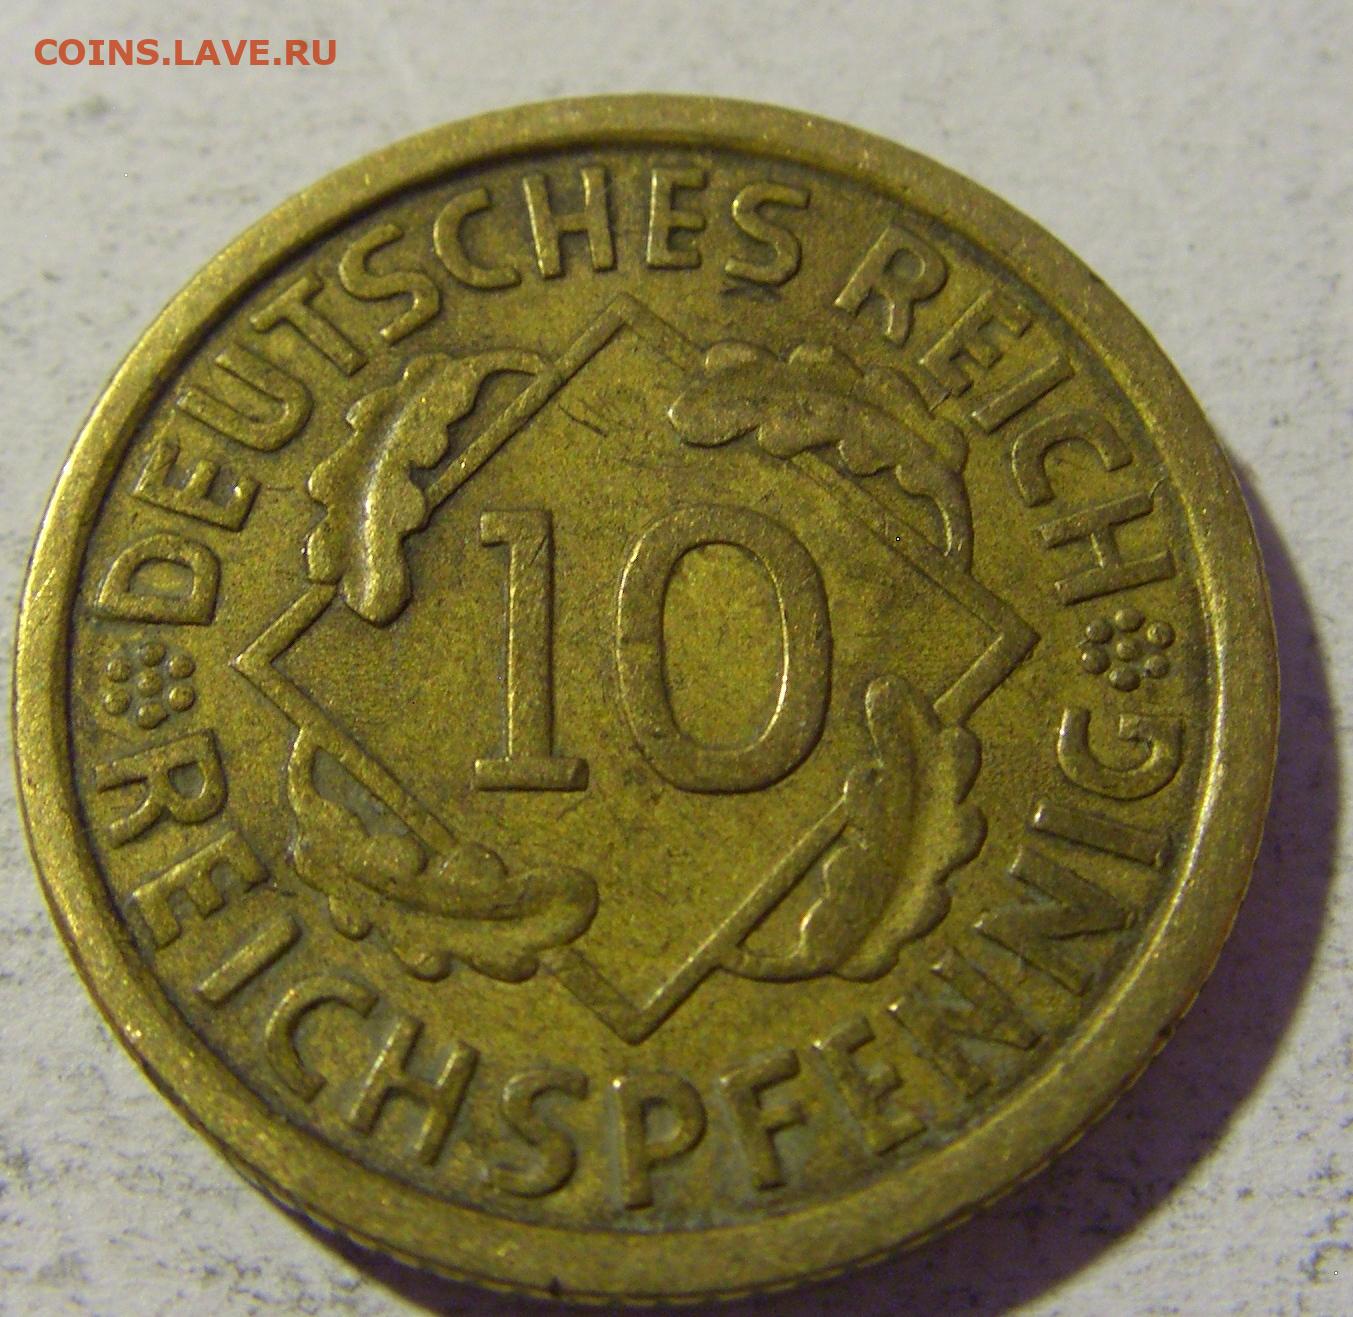 COINS.LAVE.RU
DEUTSCHES REICH
10
REICHSPFENNIG